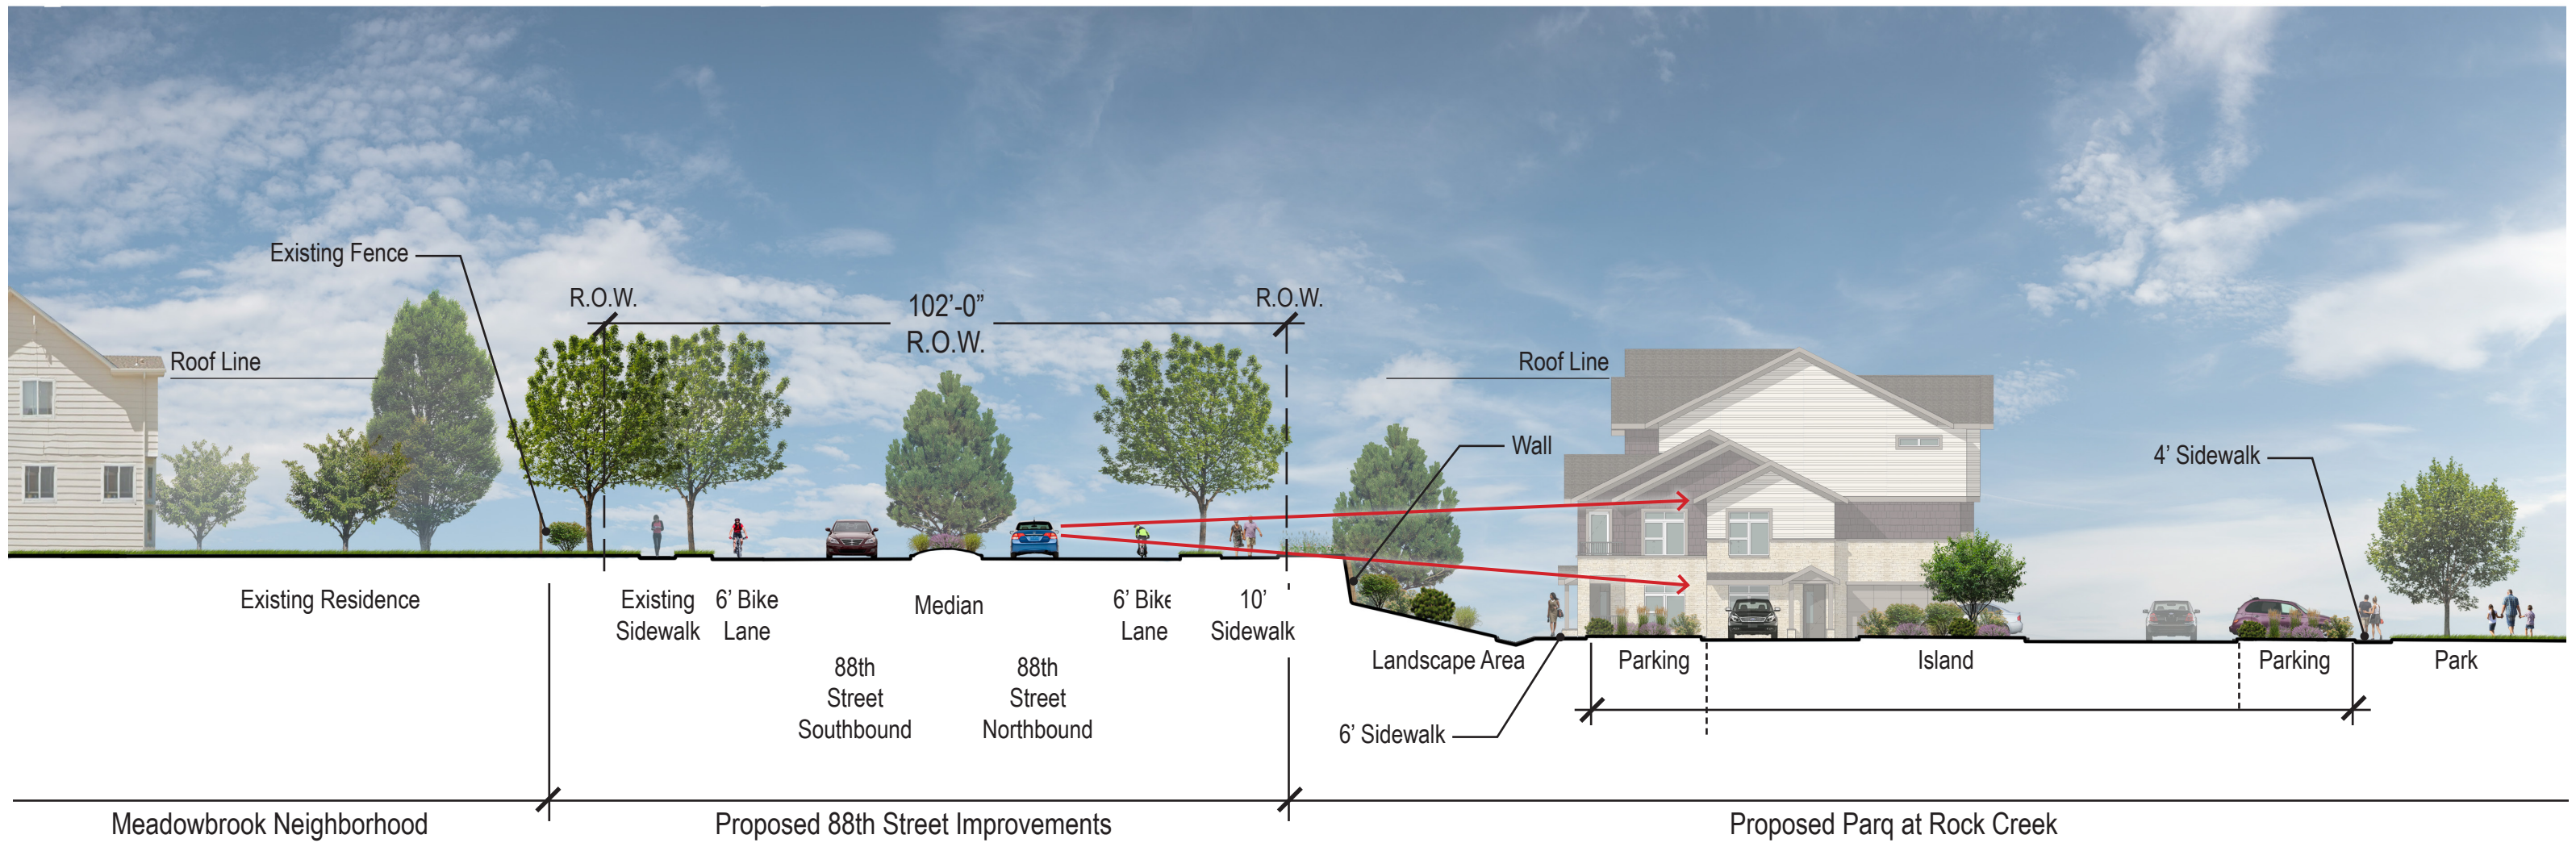 Existing Fence
R.O.W.
102’-0”
R.O.W.
R.O.W.
Roof Line
Roof Line
Wall
4’ Sidewalk
Existing Residence
Existing
Sidewalk
6’ Bike
Lane
Median
6’ Bike
Lane
10’
Sidewalk
88th
Street
Southbound
88th
Street
Northbound
Landscape Area
Parking
Island
Parking
Park
6’ Sidewalk
Meadowbrook Neighborhood
Proposed 88th Street Improvements
Proposed Parq at Rock Creek